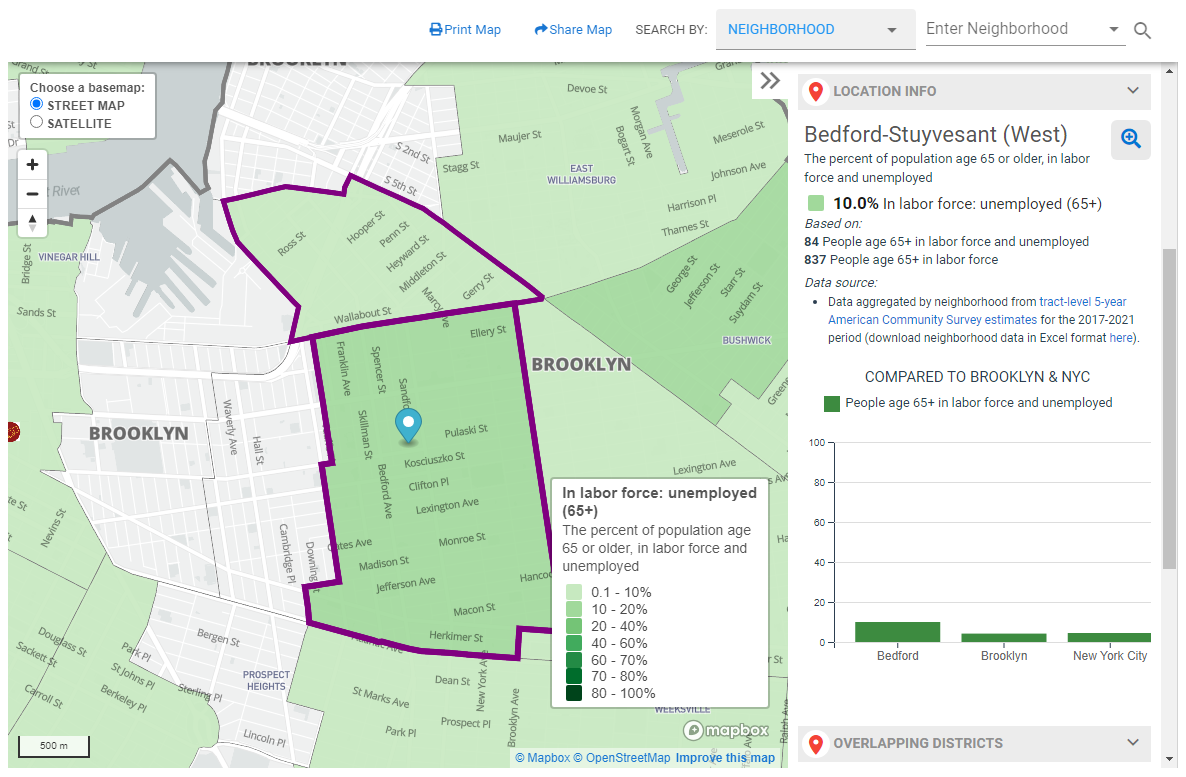 Print Map
Share Map
SEARCH BY:
NEIGHBORHOOD
Enter Neighborhood
Choose a basemap:
STREET MAP
SATELLITE
BROOKLYN
Devoe St
Morgan Ave
Bogart St
Meserole St
Maujer St
S 2nd St
Stagg St
S 5th St
EAST
WILLIAMSBURG
Johnson Ave
Harrison Pl
Thames St
River
Ross St
Hooper St
Penn St
Heyward St
Middleton St
Gerry St
Wallabout St
Ellery St
Bridge St
VINEGAR HILL
Sands St
George St
Jefferson St
Starr St
Suydam St
BUSHWICK
BROOKLYN
Franklin Ave
Spencer St
Skillman St
Bedford Ave
Pulaski St
Kosciuszko St
Clifton Pl
Lexington Ave
Monroe St
Madison St
Jefferson Ave
Macon St
Herkimer St
Waverly Ave
Hall St
BROOKLYN
Cambridge Pl
Nevins St
Lexington Ave
Bergen St
Douglass St
Sackett St
Carroll St
Park Pl
St Johns Pl
Berkeley Pl
Sterling Pl
Lincoln Pl
PROSPECT
HEIGHTS
Dean St
St Marks Ave
Park Pl
Prospect Pl
New York Ave
Brooklyn Ave
WEEKSVILLE
In labor force: unemployed
(65+)
The percent of population age
65 or older, in labor force and
unemployed
0.1 - 10%
10 - 20%
20 - 40%
40 - 60%
60 - 70%
70 - 80%
80 - 100%
500 m
mapbox
© Mapbox © OpenStreetMap Improve this map
LOCATION INFO
Bedford-Stuyvesant (West)
The percent of population age 65 or older, in labor
force and unemployed
10.0% In labor force: unemployed (65+)
Based on:
84 People age 65+ in labor force and unemployed
837 People age 65+ in labor force
Data source:
Data aggregated by neighborhood from tract-level 5-year
American Community Survey estimates for the 2017-2021
period (download neighborhood data in Excel format here).
COMPARED TO BROOKLYN & NYC
People age 65+ in labor force and unemployed
100
80
60
40
20
0
Bedford
Brooklyn
New York City
OVERLAPPING DISTRICTS